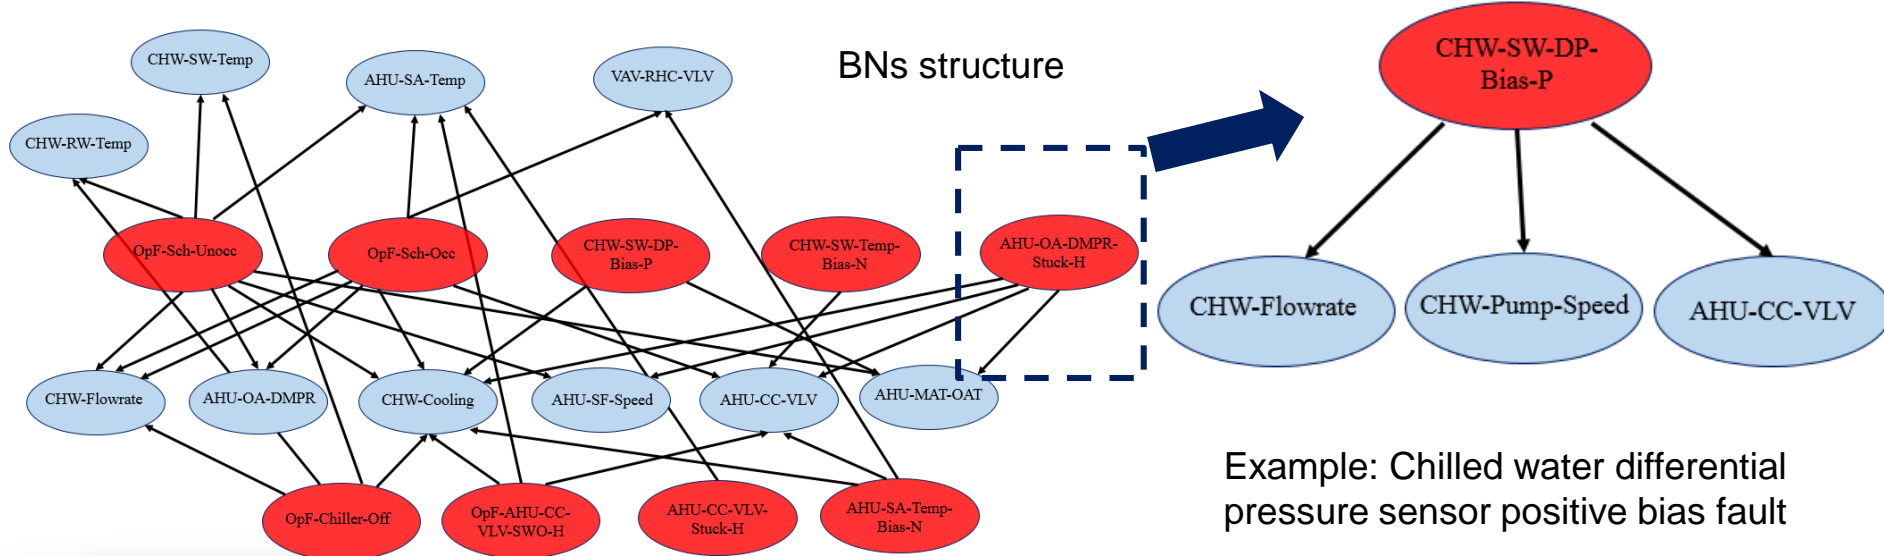 CHW-SW-Temp
AHU-SA-Temp
VAV-RHC-VLV
BNs structure
CHW-RW-Temp
OpF-Sch-Unocc
OpF-Sch-Occ
CHW-SW-DP-
Bias-P
CHW-SW-Temp-
Bias-N
AHU-OA-DMPR-
Stuck-H
CHW-Flowrate
AHU-OA-DMPR
CHW-Cooling
AHU-SF-Speed
AHU-CC-VLV
AHU-MAT-OAT
OpF-Chiller-Off
OpF-AHU-CC-
VLV-SWO-H
AHU-CC-VLV-
Stuck-H
AHU-SA-Temp-
Bias-N
CHW-SW-DP-
Bias-P
CHW-Flowrate
CHW-Pump-Speed
AHU-CC-VLV
Example: Chilled water differential
pressure sensor positive bias fault